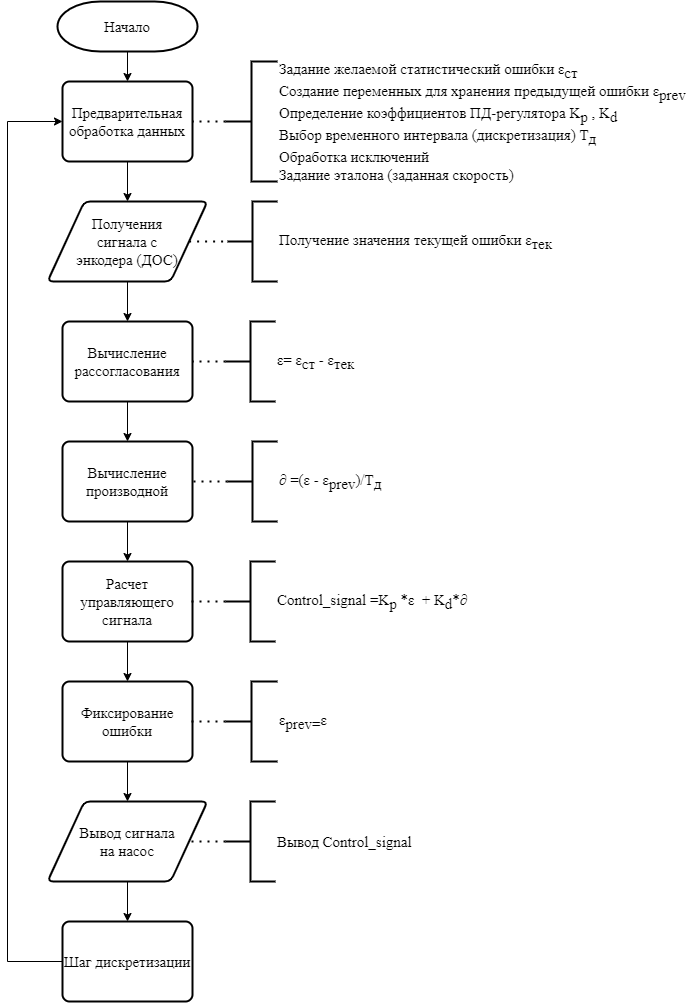 Начало
Предварительная
обработка данных
Задание желаемой статистический ошибки εст
Создание переменных для хранения предыдущей ошибки εprev
Определение коэффициентов ПД-регулятора Kp , Kd
Выбор временного интервала (дискретизация) Tд
Обработка исключений
Задание эталона (заданная скорость)
Получения
сигнала с
энкодера (ДОС)
Получение значения текущей ошибки εтек
Вычисление
рассогласования
ε= εст - εтек
Вычисление
производной
∂ =(ε - εprev)/Tд
Расчет
управляющего
сигнала
Control_signal =Kp *ε + Kd*∂
Фиксирование
ошибки
εprev=ε
Вывод сигнала
на насос
Вывод Control_signal
Шаг дискретизации